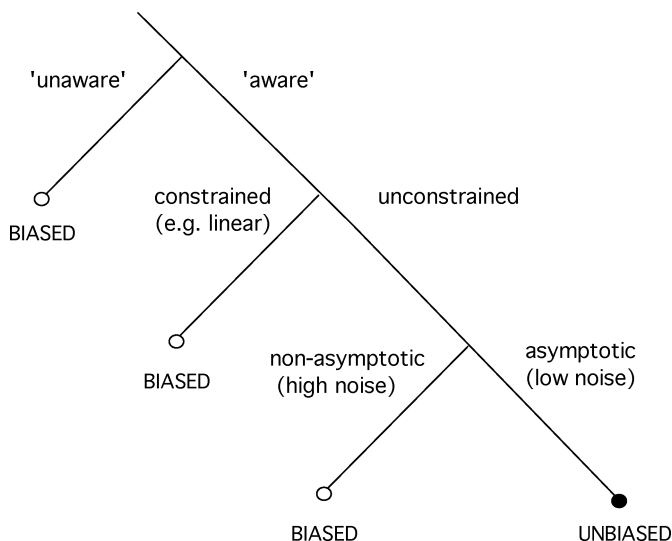 'unaware'
'aware'
constrained
(e.g. linear)
unconstrained
BIASED
BIASED
non-asymptotic
(high noise)
asymptotic
(low noise)
BIASED
UNBIASED